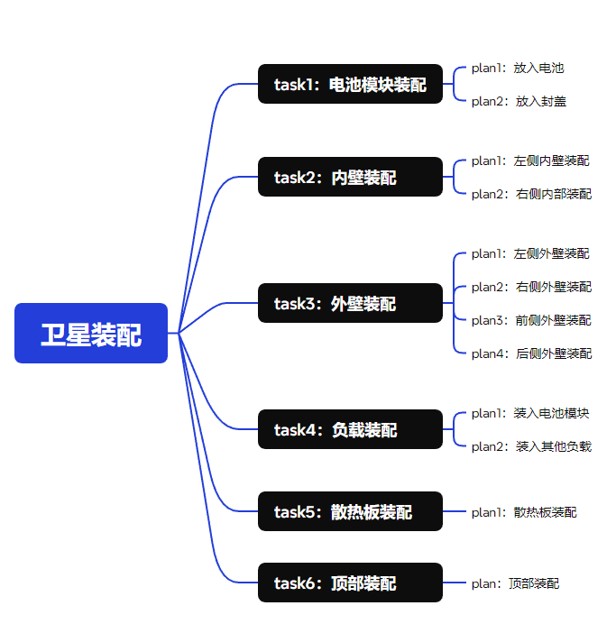 卫星装配
task1：电池模块装配
plan1：放入电池
plan2：放入封盖
task2：内壁装配
plan1：左侧内壁装配
plan2：右侧内部装配
task3：外壁装配
plan1：左侧外壁装配
plan2：右侧外壁装配
plan3：前侧外壁装配
plan4：后侧外壁装配
task4：负载装配
plan1：装入电池模块
plan2：装入其他负载
task5：散热板装配
plan1：散热板装配
task6：顶部装配
plan：顶部装配